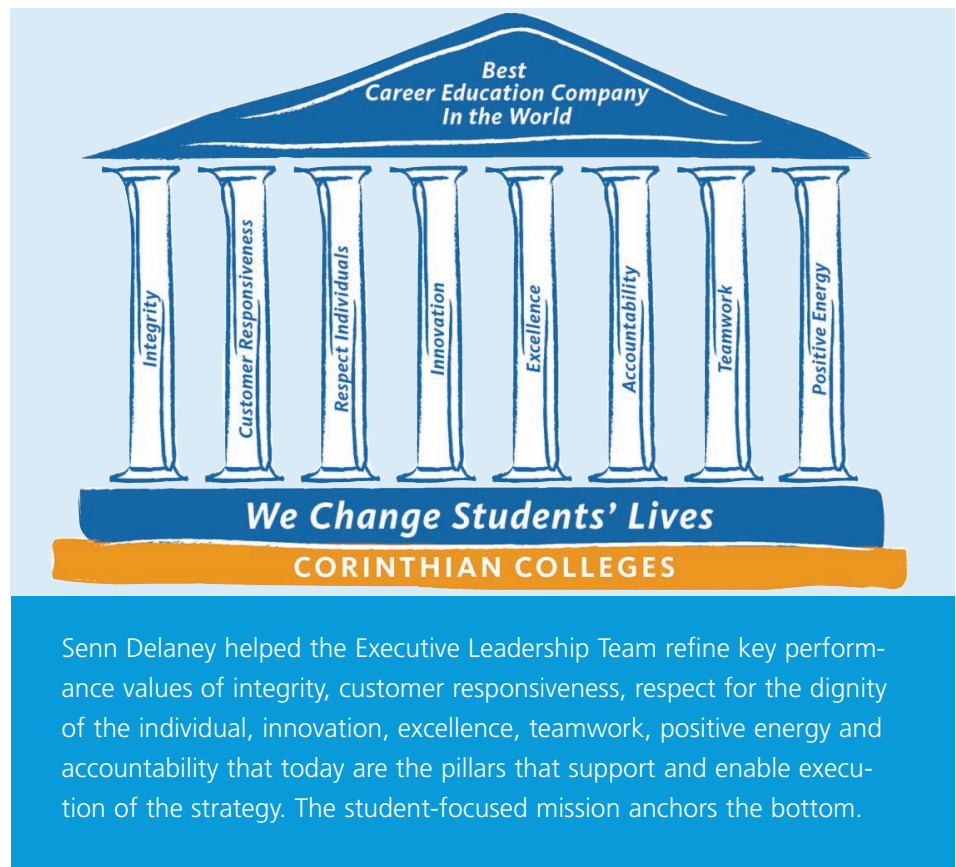 Best
Career Education Company
In the World
Integrity
Customer Responsiveness
Respect Individuals
Innovation
Excellence
Accountability
Teamwork
Positive Energy
We Change Students' Lives
CORINTHIAN COLLEGES
Senn Delaney helped the Executive Leadership Team refine key perform-
ance values of integrity, customer responsiveness, respect for the dignity
of the individual, innovation, excellence, teamwork, positive energy and
accountability that today are the pillars that support and enable execu-
tion of the strategy. The student-focused mission anchors the bottom.